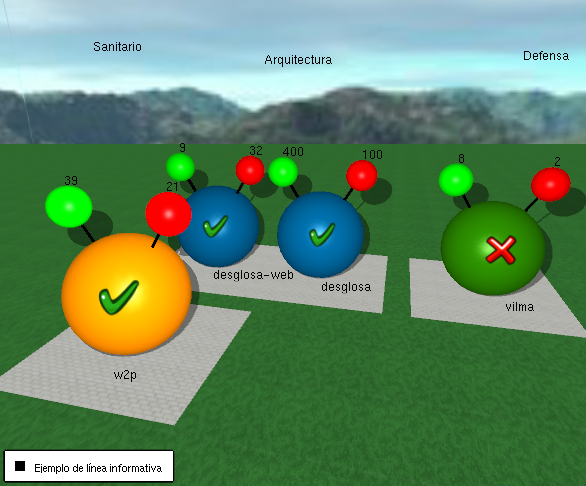 Sanitario
Arquitectura
Defensa
9
32
400
100
8
2
39
21
desglosa-web
desglosa
vilma
w2p
Ejemplo de línea informativa